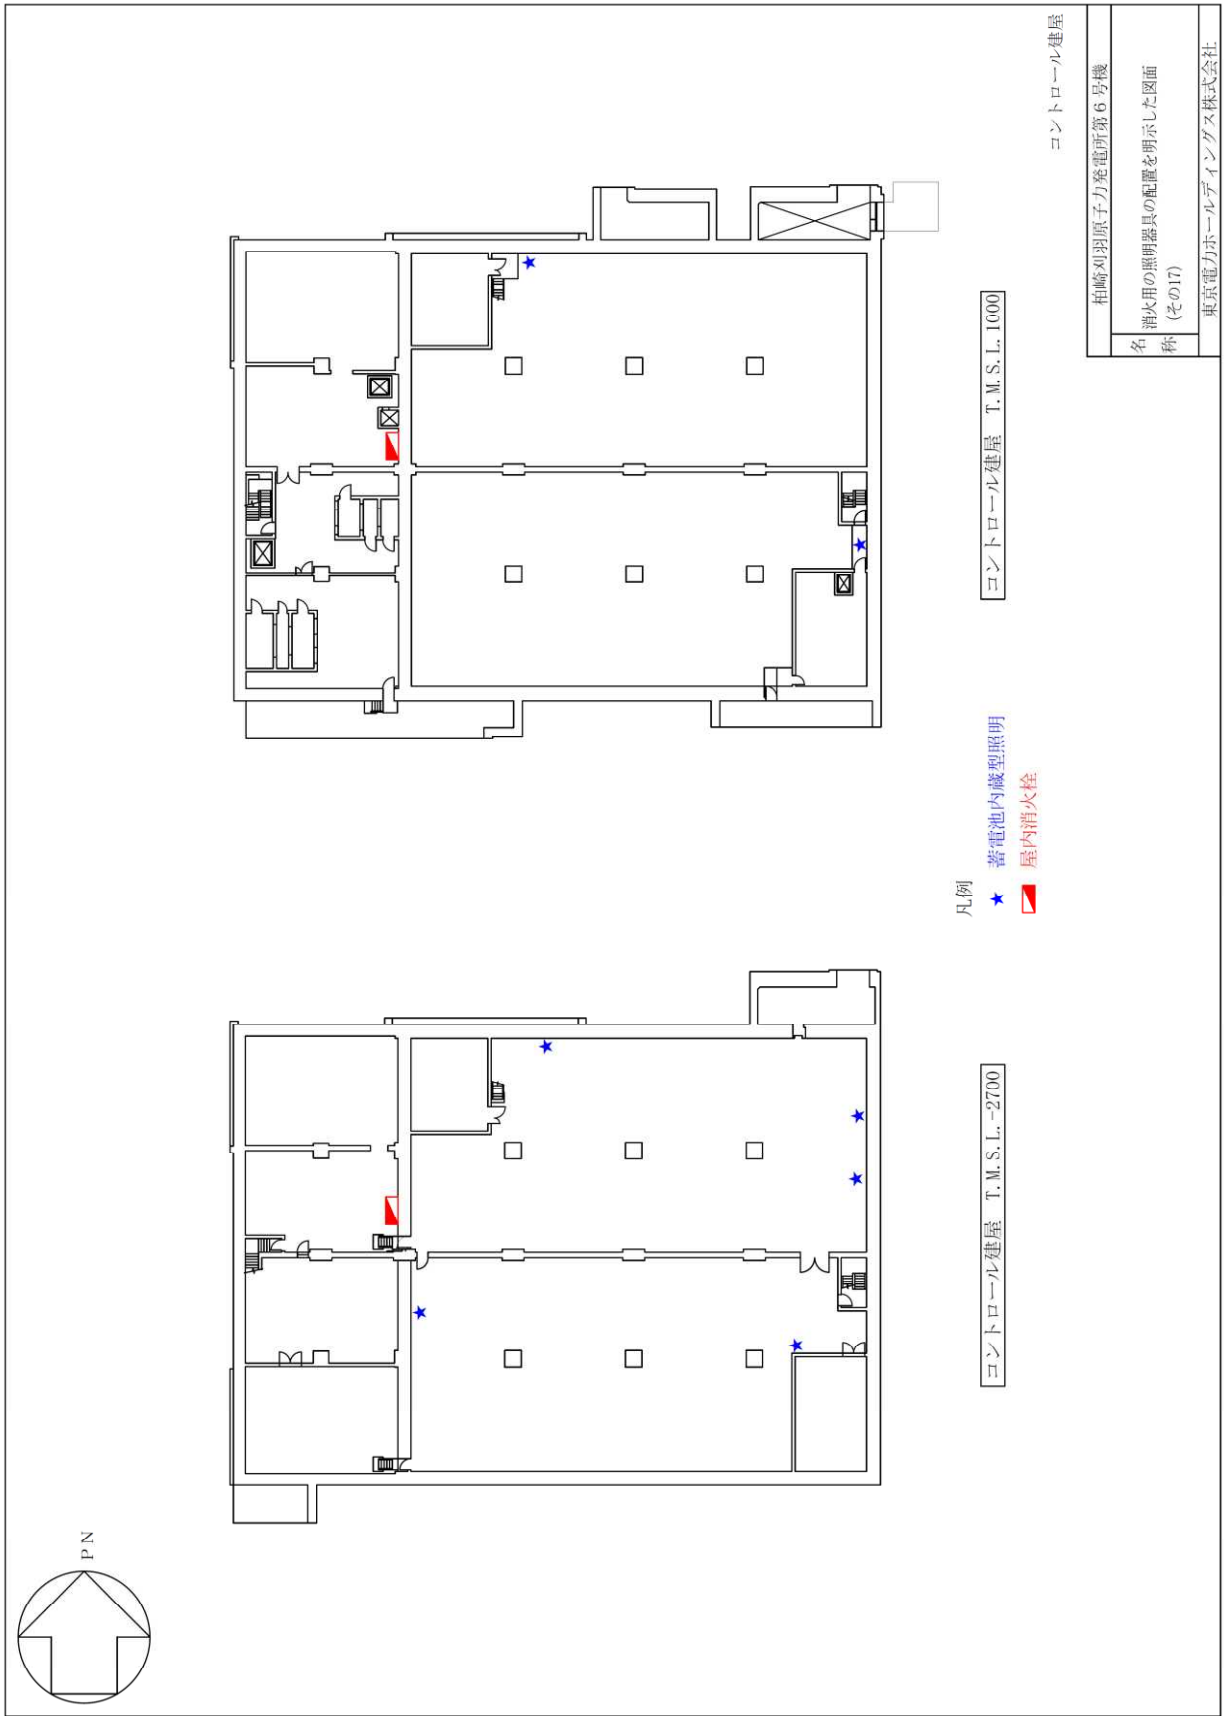 P N
コントロール建屋 T.M.S.L.-2700
コントロール建屋 T.M.S.L. 1000
凡例
★ 蓄電池内蔵型照明
屋内消火栓
コントロール建屋
柏崎刈羽原子力発電所第6号機
名称
消火用の照明器具の配置を明示した図面
(その17)
東京電力ホールディングス株式会社